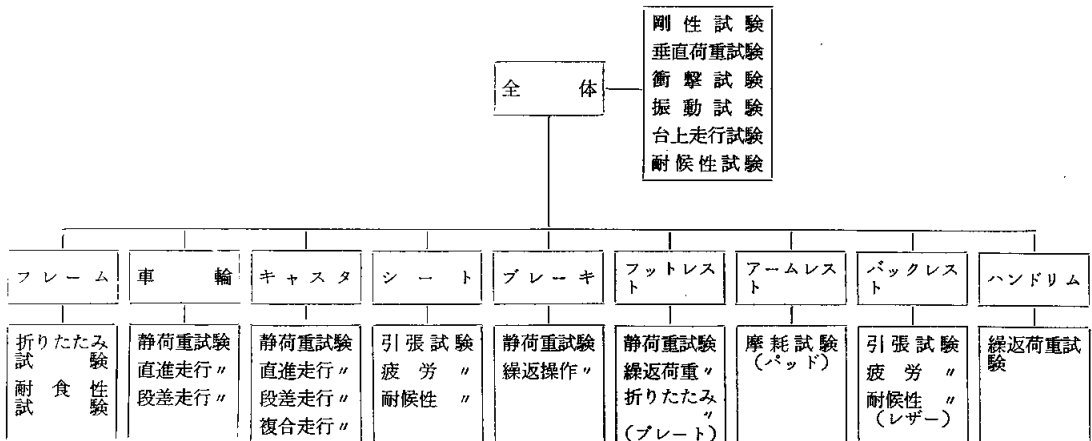 剛性試験
垂直荷重試験
衝撃試験
振動試験
台上走行試験
耐候性試験
全体
フレーム
車輪
キャスタ
シート
ブレーキ
フットレス
ト
アームレス
ト
バックレス
ト
ハンドリム
折りたたみ
試験
耐食性
試験
静荷重試験
直進走行〃
段差走行〃
静荷重試験
直進走行〃
段差走行〃
複合走行〃
引張試験
疲労〃
耐候性〃
静荷重試験
繰返操作〃
静荷重試験
繰返荷重〃
折りたたみ
〃
(プレート)
摩耗試験
(パッド)
引張試験
疲労〃
耐候性〃
(レザー)
繰返荷重試
験